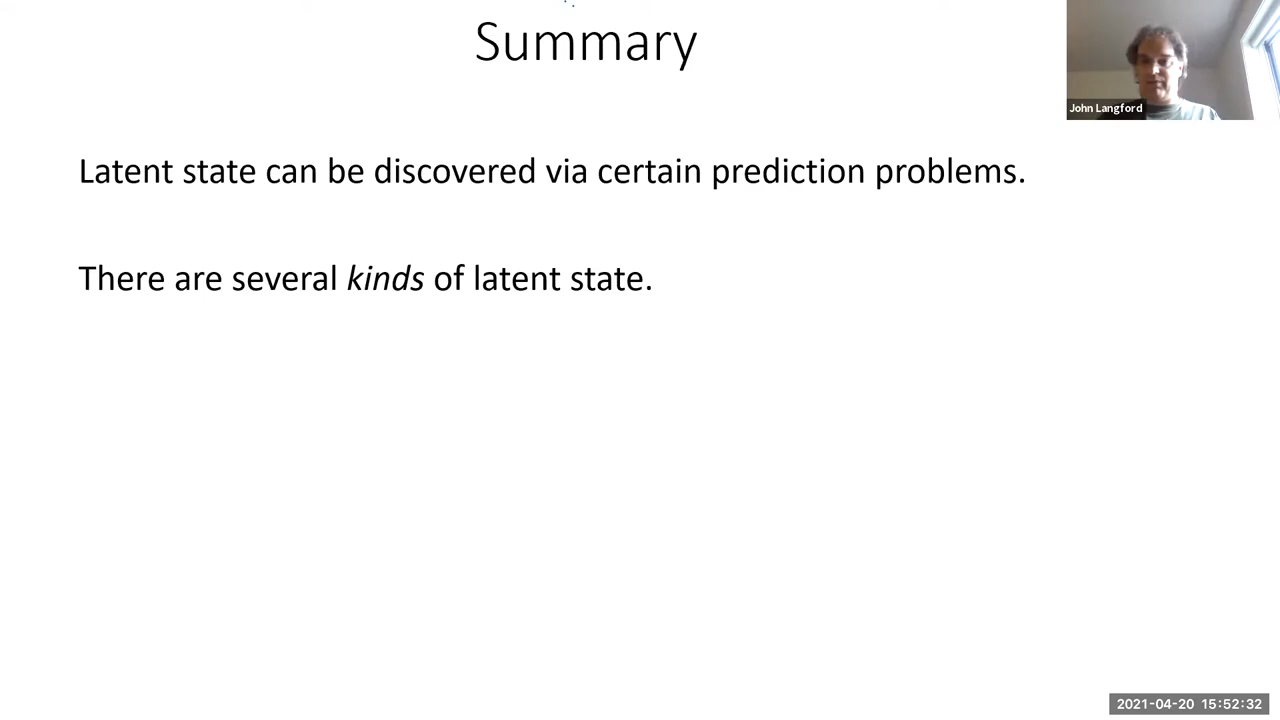 Summary
John Langford
Latent state can be discovered via certain prediction problems.
There are several kinds of latent state.
2021-04-20 15:52:32